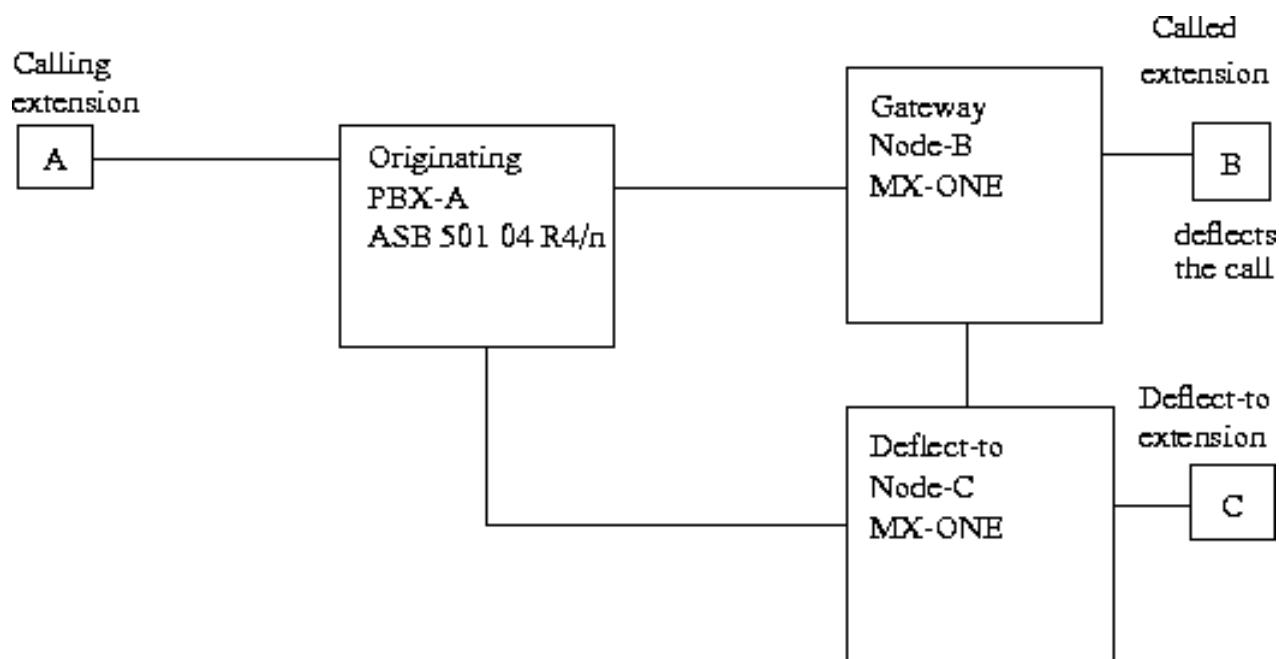 Calling
extension
A
Originating
PBX-A
ASB 501 04 R4/n
Gateway
Node-B
MX-ONE
Called
extension
B
deflects
the call
Deflect-to
Node-C
MX-ONE
Deflect-to
extension
C